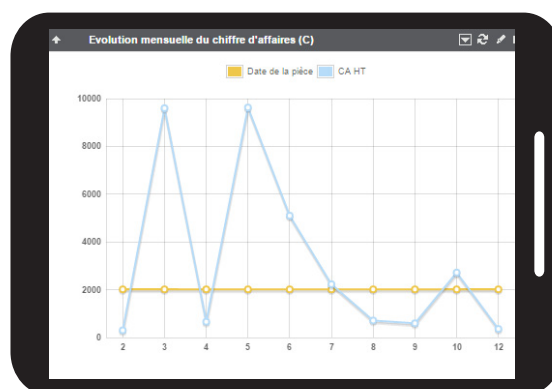 Evolution mensuelle du chiffre d'affaires (C)
Date de la pièce CA HT
10000
8000
6000
4000
2000
0
2 3 4 5 6 7 8 9 10 12